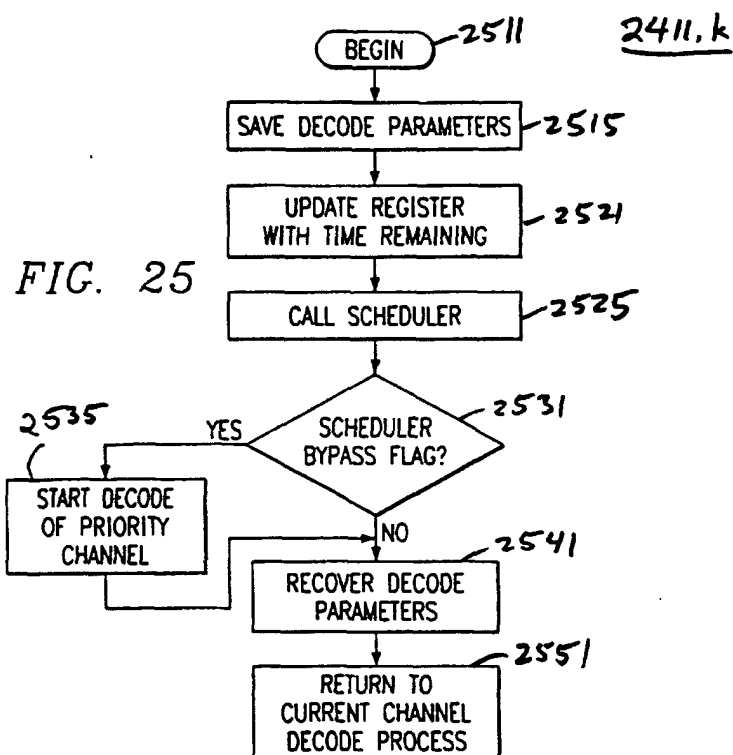 2411.k
BEGIN
2511
SAVE DECODE PARAMETERS
2515
UPDATE REGISTER
WITH TIME REMAINING
2521
FIG. 25
CALL SCHEDULER
2525
SCHEDULER
BYPASS FLAG?
2531
YES
2535
START DECODE
OF PRIORITY
CHANNEL
NO
2541
RECOVER DECODE
PARAMETERS
2551
RETURN TO
CURRENT CHANNEL
DECODE PROCESS